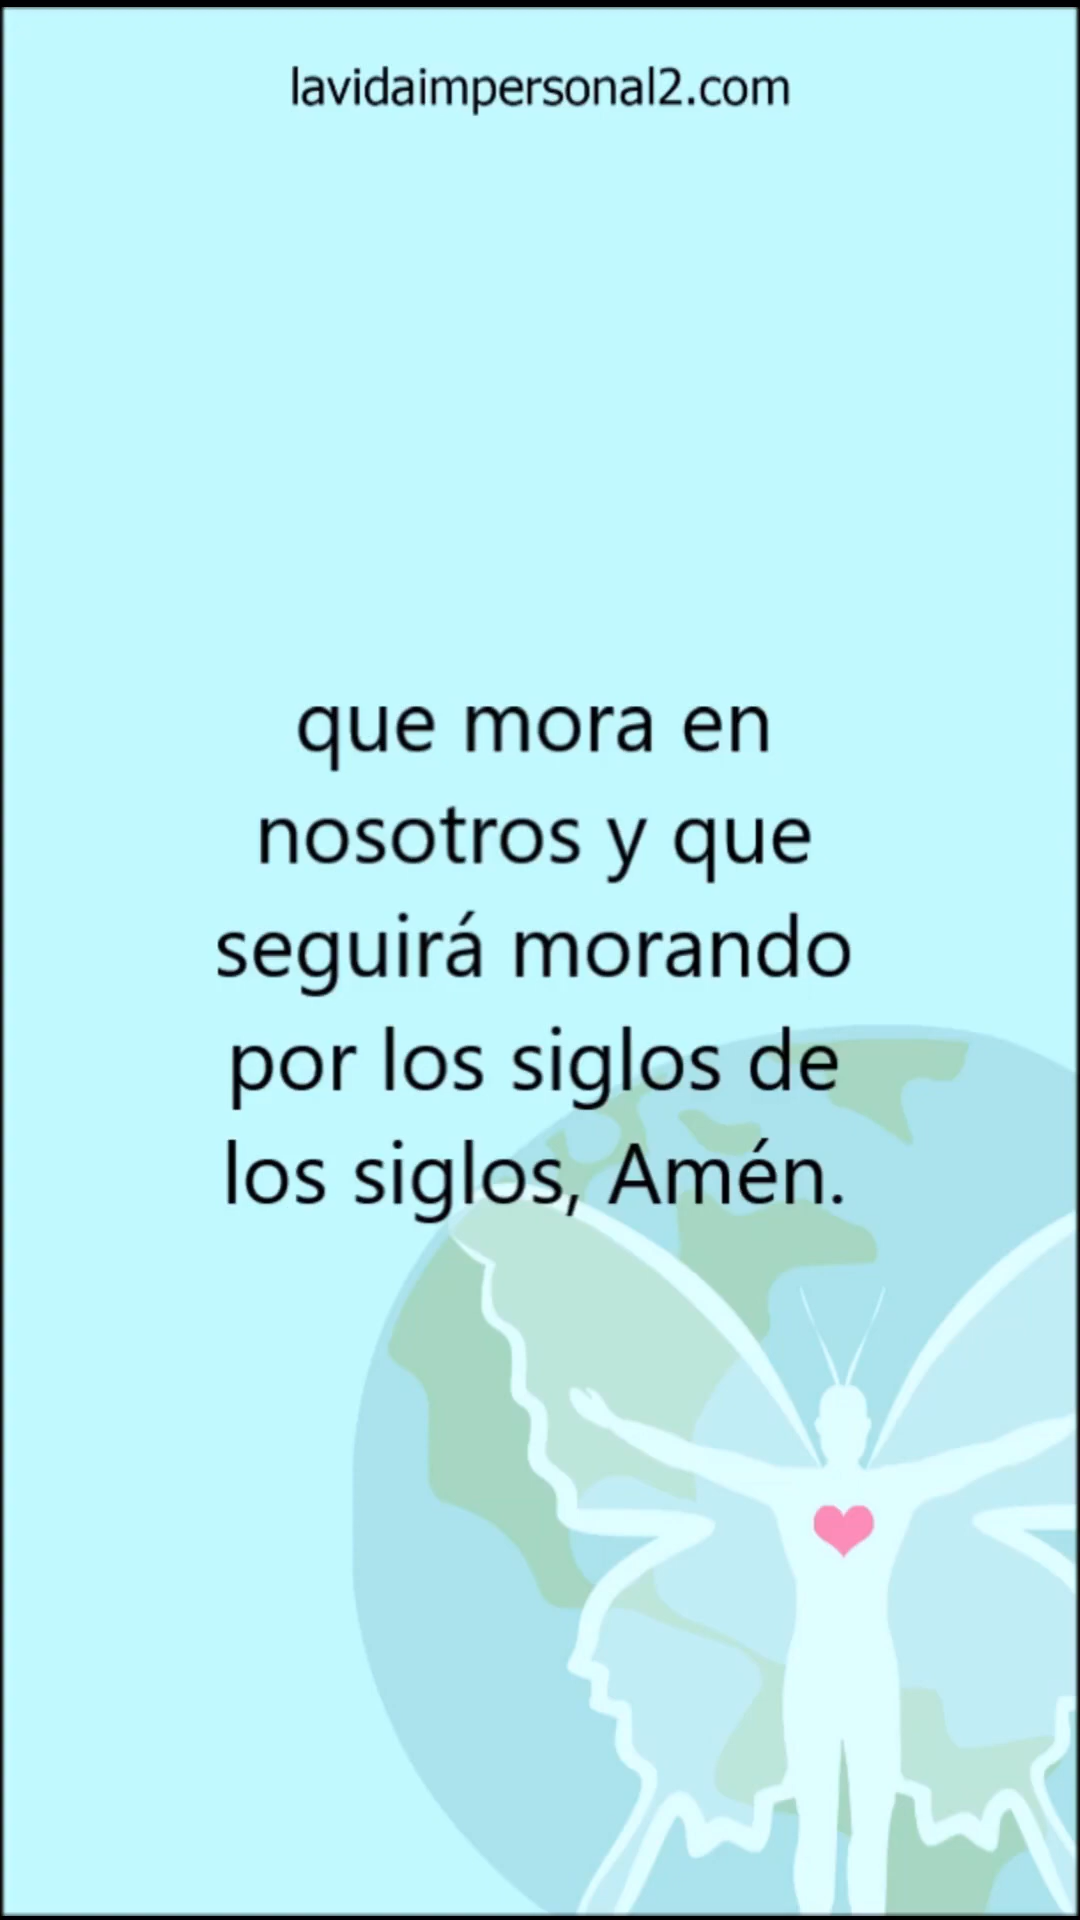 lavidaimpersonal2.com
que mora en
nosotros y que
seguirá morando
por los siglos de
los siglos, Amén.